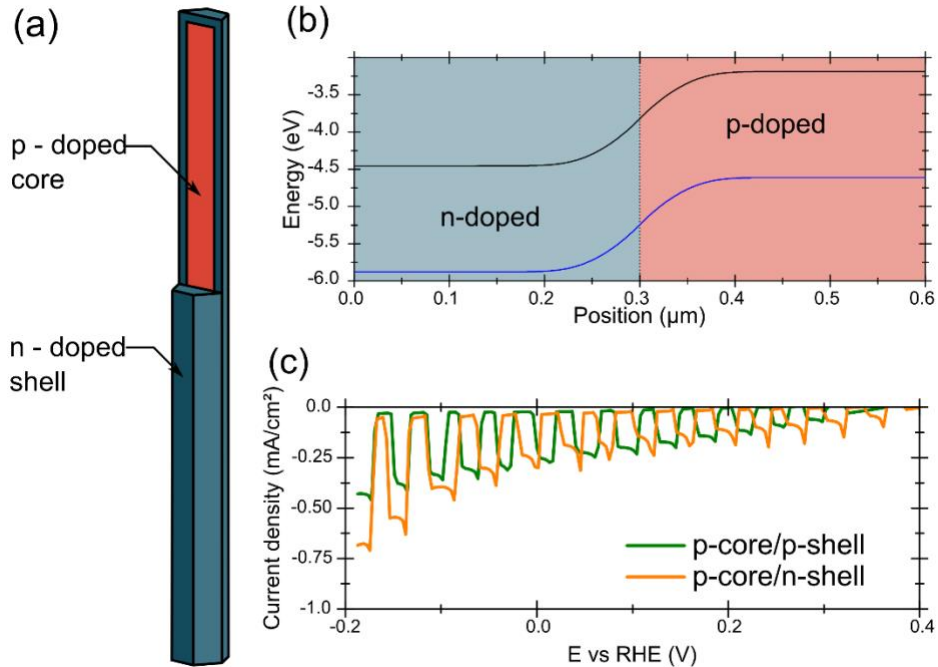 (a)
p - doped
core
n - doped
shell
(b)
Energy (eV)
-3.5
-4.0
-4.5
-5.0
-5.5
-6.0
n-doped
p-doped
0.0 0.1 0.2 0.3 0.4 0.5 0.6
Position (µm)
(c)
Current density (mA/cm²)
0.0
-0.25
-0.50
-0.75
-1.0
p-core/p-shell
p-core/n-shell
-0.2 0.0 0.2 0.4
E vs RHE (V)